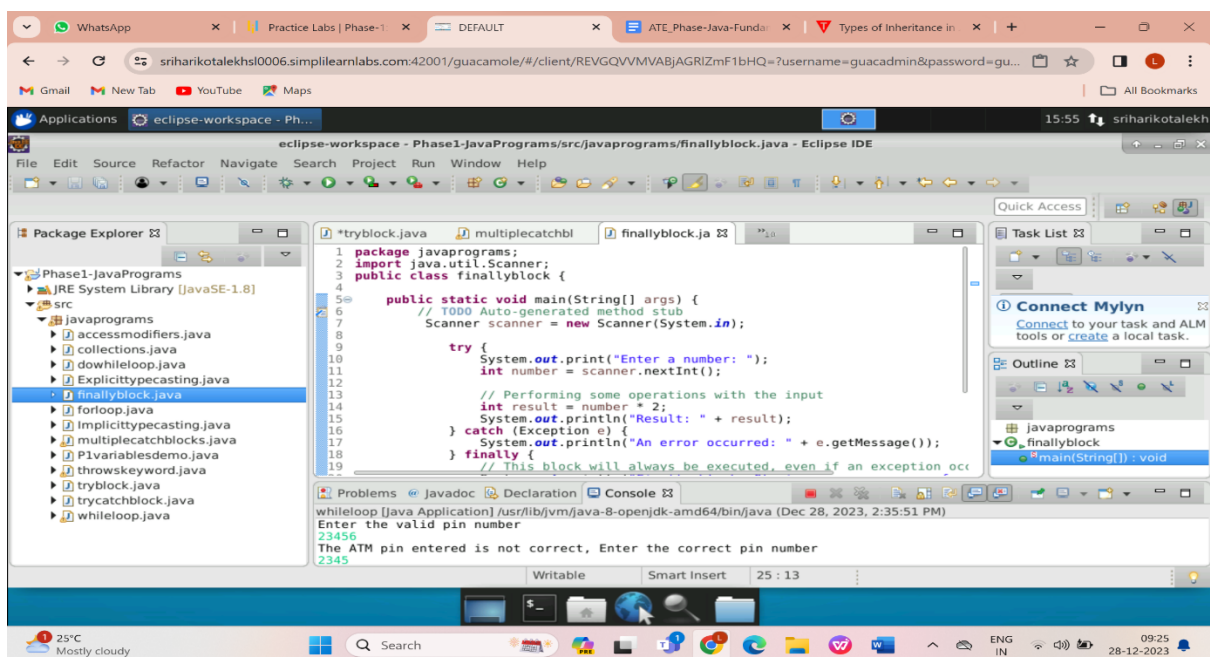 WhatsApp
Practice Labs | Phase-1:
DEFAULT
ATE_Phase-Java-Fundar
Types of Inheritance in
sriharikotalekhsl0006.simplilearnlabs.com:42001/guacamole/#/client/REVGQVVMVABjAGRlZmF1bHQ=?username=guacadmin&password=gu...
L
Gmail
New Tab
YouTube
Maps
All Bookmarks
Applications
eclipse-workspace - Ph...
15:55
sriharikotalekh
eclipse-workspace - Phase1-JavaPrograms/src/javaprograms/finallyblock.java - Eclipse IDE
File Edit Source Refactor Navigate Search Project Run Window Help
Quick Access
Package Explorer
Phase1-JavaPrograms
JRE System Library [JavaSE-1.8]
src
javaprograms
accessmodifiers.java
collections.java
dowhileloop.java
Explicittypecasting.java
finallyblock.java
forloop.java
Implicittypecasting.java
multiplecatchblocks.java
P1variablesdemo.java
throwskeyword.java
tryblock.java
trycatchblock.java
whileloop.java
*tryblock.java
multiplecatchbl
finallyblock.ja
1 package javaprograms;
2 import java.util.Scanner;
3 public class finallyblock {
4
5 public static void main(String[] args) {
6 // TODO Auto-generated method stub
7 Scanner scanner = new Scanner(System.in);
8
9 try {
10 System.out.print("Enter a number: ");
11 int number = scanner.nextInt();
12
13 // Performing some operations with the input
14 int result = number * 2;
15 System.out.println("Result: " + result);
16 } catch (Exception e) {
17 System.out.println("An error occurred: " + e.getMessage());
18 } finally {
19 // This block will always be executed, even if an exception occ
Task List
Connect Mylyn
Connect to your task and ALM
tools or create a local task.
Outline
javaprograms
finallyblock
main(String[]) : void
Problems
Javadoc
Declaration
Console
whileloop [Java Application] /usr/lib/jvm/java-8-openjdk-amd64/bin/java (Dec 28, 2023, 2:35:51 PM)
Enter the valid pin number
23456
The ATM pin entered is not correct, Enter the correct pin number
2345
Writable
Smart Insert
25 : 13
1
25°C
Mostly cloudy
Search
PRE
ENG
IN
09:25
28-12-2023